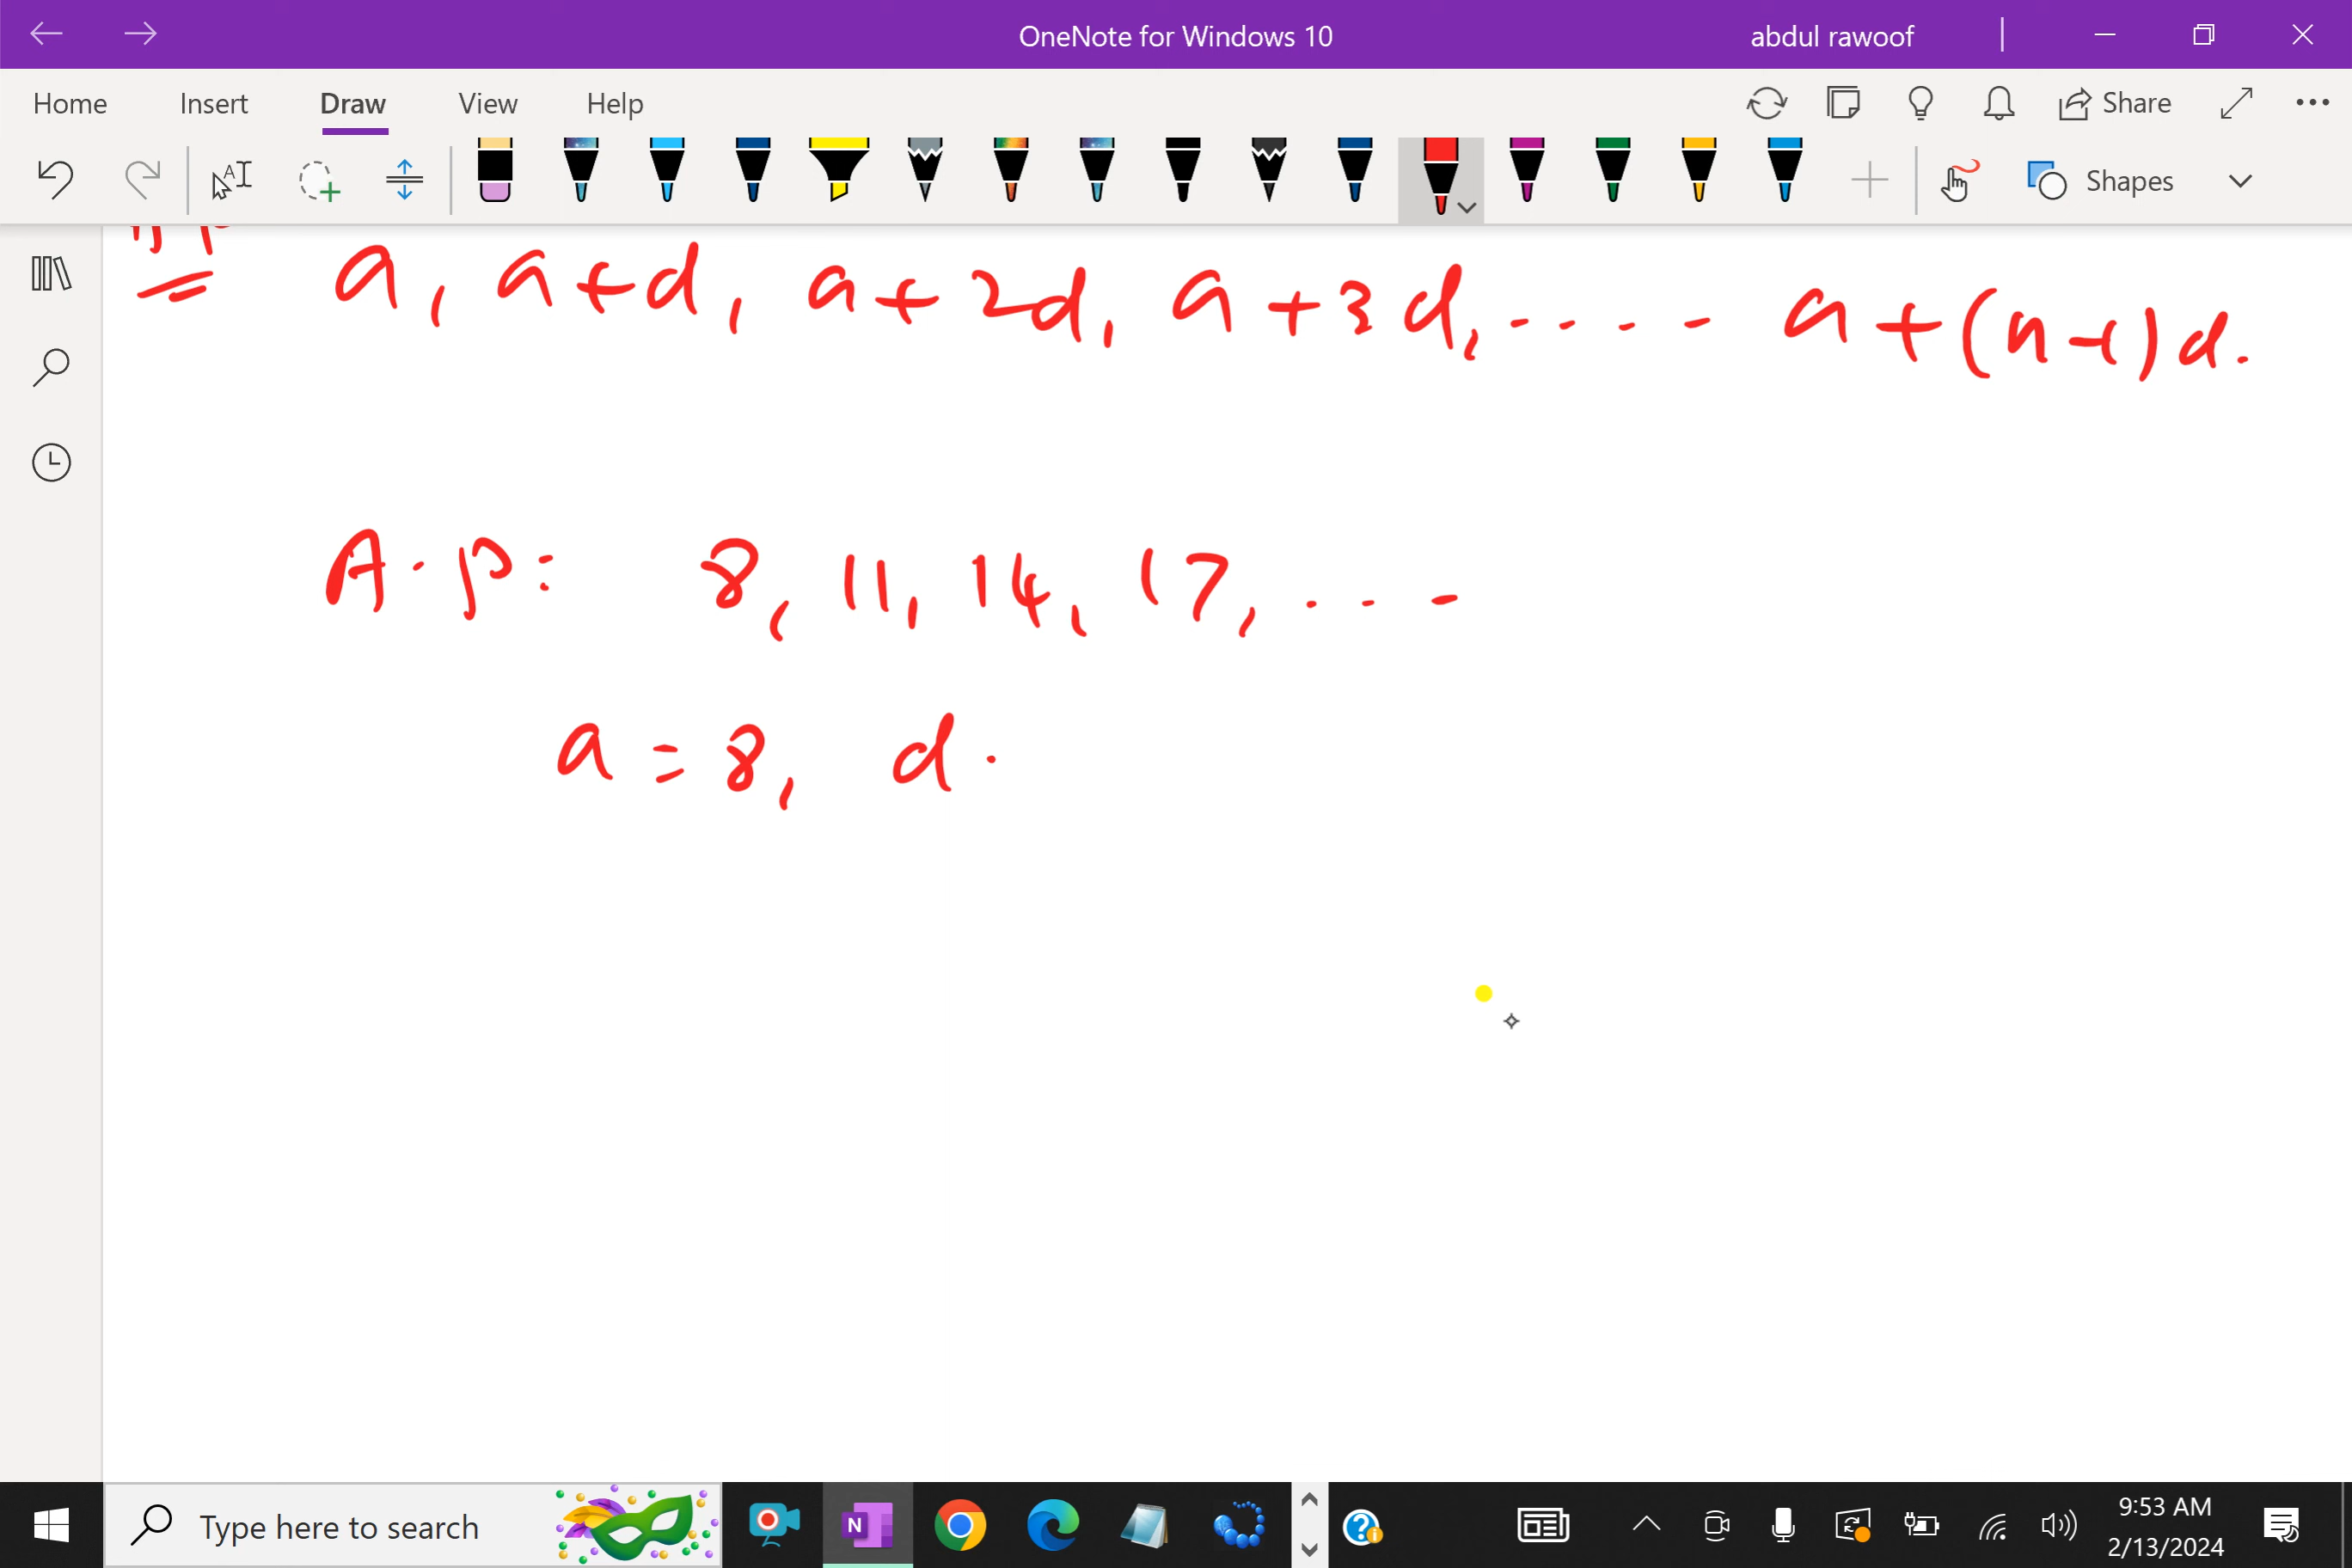 OneNote for Windows 10 abdul rawoof
Home Insert Draw View Help Share
Shapes
a, a+d, a+2d, a+3d, ..... a+(n-1)d.
A.p: 8, 11, 14, 17, ...
a = 8, d.
Type here to search
9:53 AM
2/13/2024